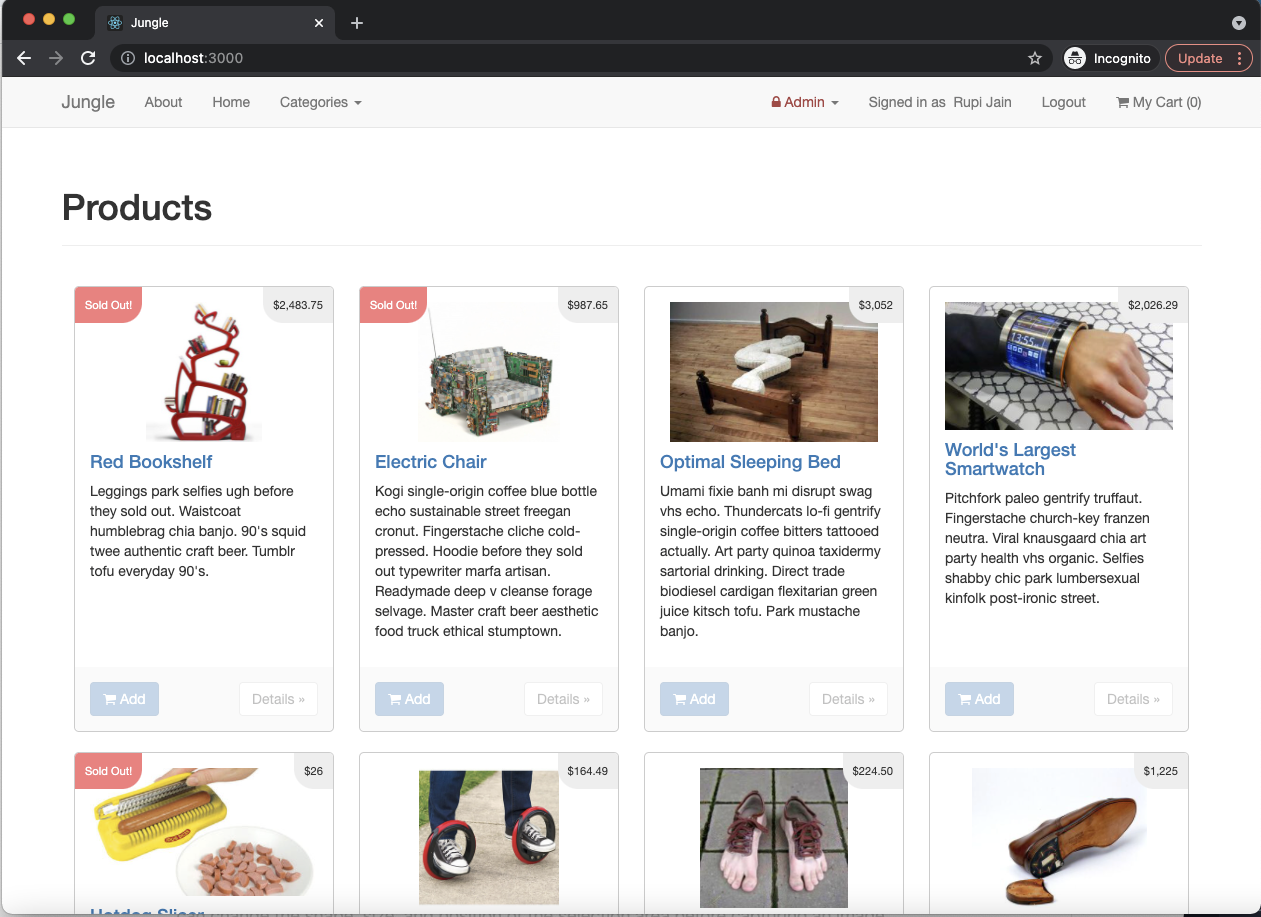 Jungle
localhost:3000
Incognito
Update
Jungle About Home Categories Admin Signed in as Rupi Jain Logout My Cart (0)
Products
Sold Out! $2,483.75
Red Bookshelf
Leggings park selfies ugh before
they sold out. Waistcoat
humblebrag chia banjo. 90's squid
twee authentic craft beer. Tumblr
tofu everyday 90's.
Add Details »
Sold Out! $987.65
Electric Chair
Kogi single-origin coffee blue bottle
echo sustainable street freegan
cronut. Fingerstache cliche cold-
pressed. Hoodie before they sold
out typewriter marfa artisan.
Readymade deep v cleanse forage
selvage. Master craft beer aesthetic
food truck ethical stumptown.
Add Details »
$3,052
Optimal Sleeping Bed
Umami fixie banh mi disrupt swag
vhs echo. Thundercats lo-fi gentrify
single-origin coffee bitters tattooed
actually. Art party quinoa taxidermy
sartorial drinking. Direct trade
biodiesel cardigan flexitarian green
juice kitsch tofu. Park mustache
banjo.
Add Details »
$2,026.29
13:55
World's Largest
Smartwatch
Pitchfork paleo gentrify truffaut.
Fingerstache church-key franzen
neutra. Viral knausgaard chia art
party health vhs organic. Selfies
shabby chic park lumbersexual
kinfolk post-ironic street.
Add Details »
Sold Out! $26
Hotdog Slicer
$164.49
$224.50
$1,225